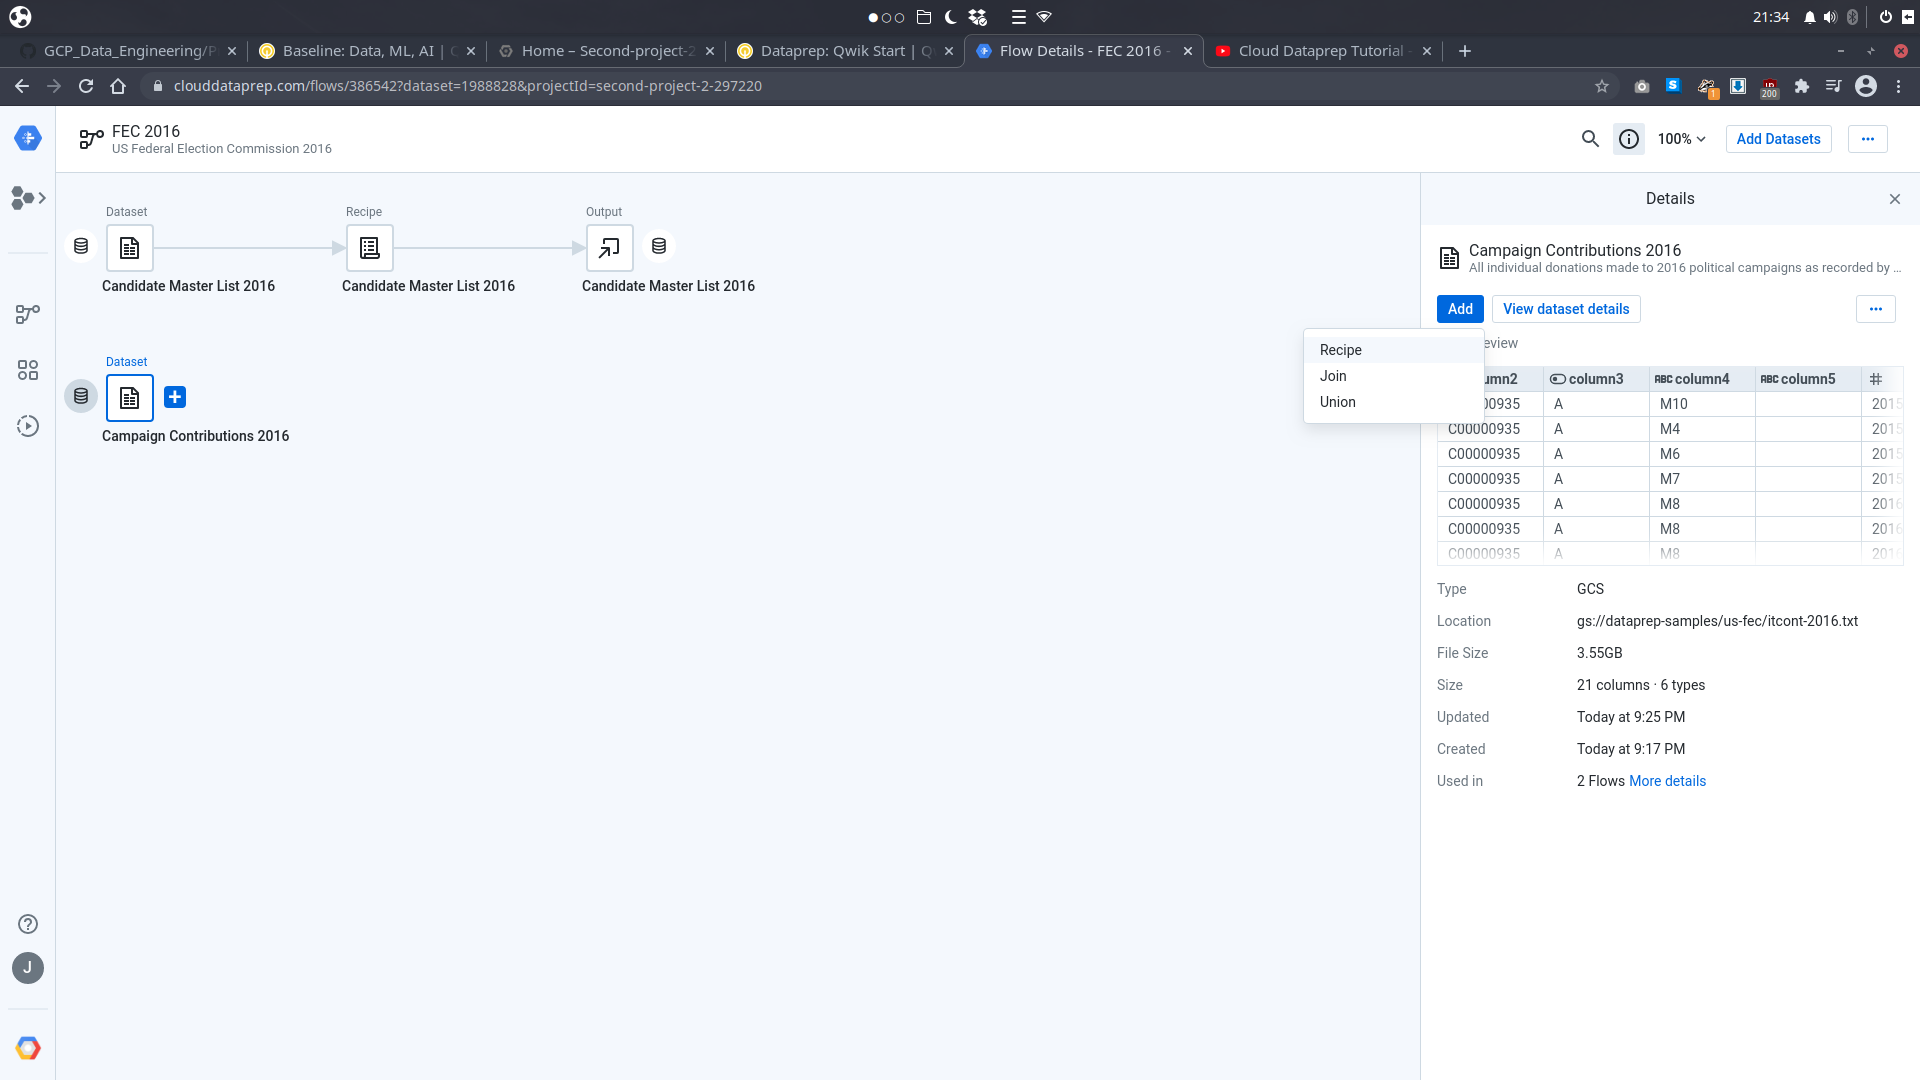 21:34
GCP_Data_Engineering/P
Baseline: Data, ML, AI |
Home – Second-project-2
Dataprep: Qwik Start |
Flow Details - FEC 2016 -
Cloud Dataprep Tutorial -
clouddataprep.com/flows/386542?dataset=1988828&projectId=second-project-2-297220
S
1
200
FEC 2016
US Federal Election Commission 2016
100%
Add Datasets
Dataset
Recipe
Output
Candidate Master List 2016
Candidate Master List 2016
Candidate Master List 2016
Dataset
Campaign Contributions 2016
Details
Campaign Contributions 2016
All individual donations made to 2016 political campaigns as recorded by ...
Add
View dataset details
Recipe
Join
Union
eview
umn2 column3 ABC column4 ABC column5 #
00935 A M10 2015
C00000935 A M4 2015
C00000935 A M6 2015
C00000935 A M7 2015
C00000935 A M8 2016
C00000935 A M8 2016
C00000935 A M8 2016
Type GCS
Location gs://dataprep-samples/us-fec/itcont-2016.txt
File Size 3.55GB
Size 21 columns · 6 types
Updated Today at 9:25 PM
Created Today at 9:17 PM
Used in 2 Flows More details
J